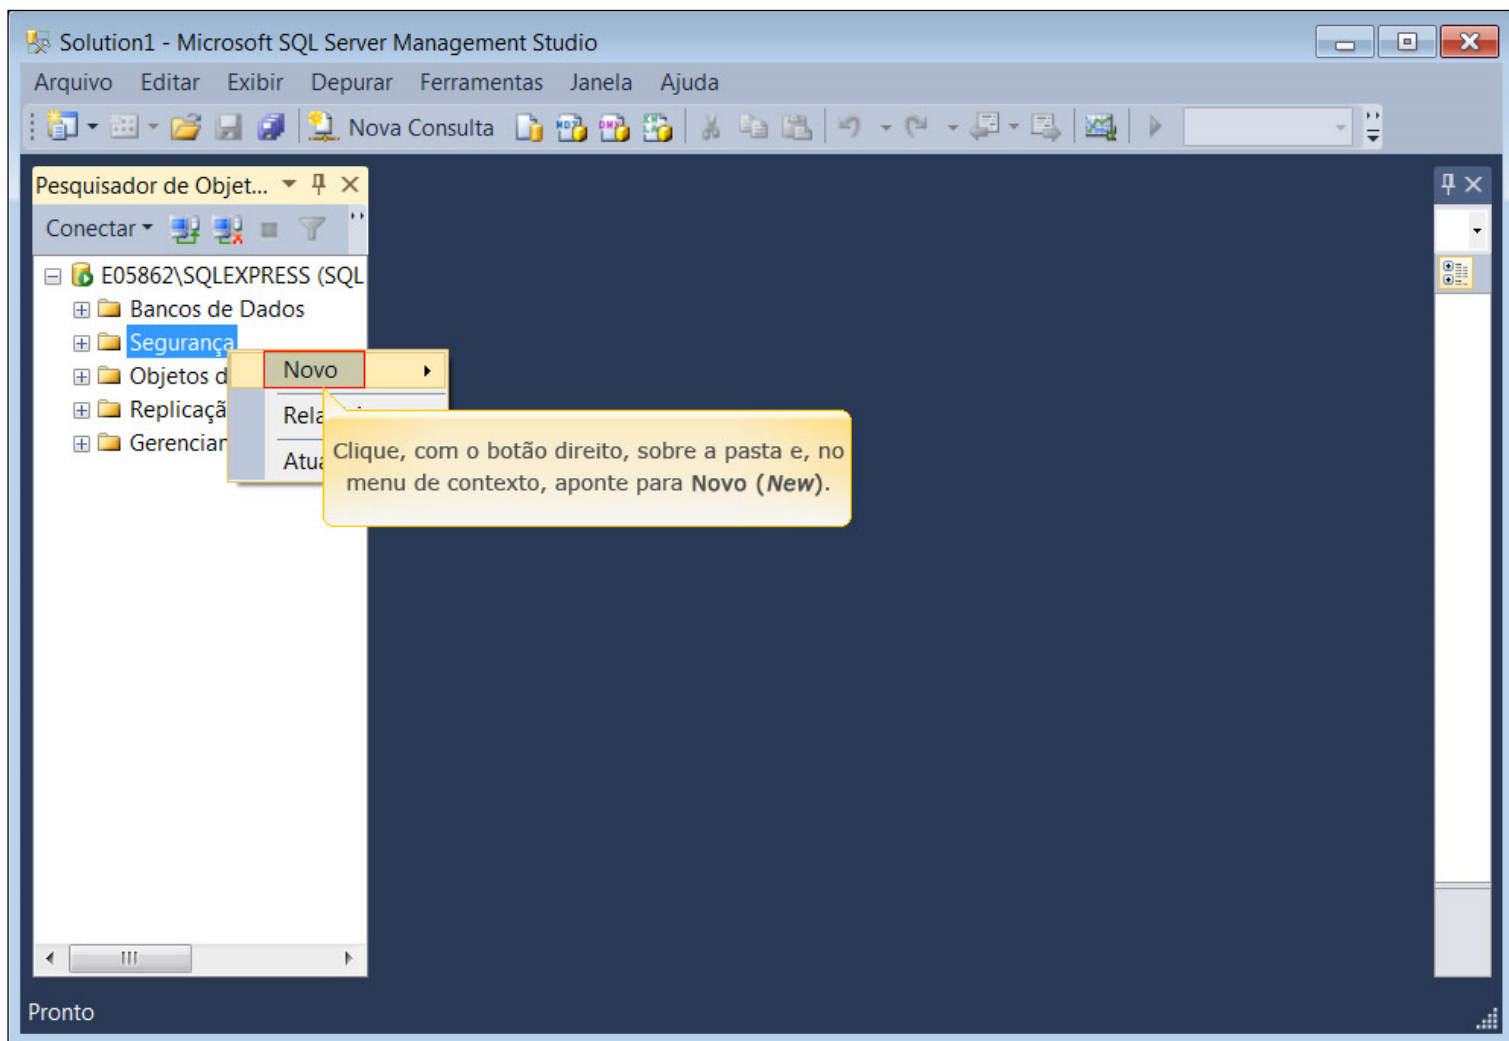 Solution1 - Microsoft SQL Server Management Studio
Arquivo Editar Exibir Depurar Ferramentas Janela Ajuda
Nova Consulta
Pesquisador de Objet...
Conectar
E05862\SQLEXPRESS (SQL
Bancos de Dados
Segurança
Novo
Objetos d
Replicaçã
Rela
Gerenciar
Atua
Clique, com o botão direito, sobre a pasta e, no
menu de contexto, aponte para Novo (New).
Pronto